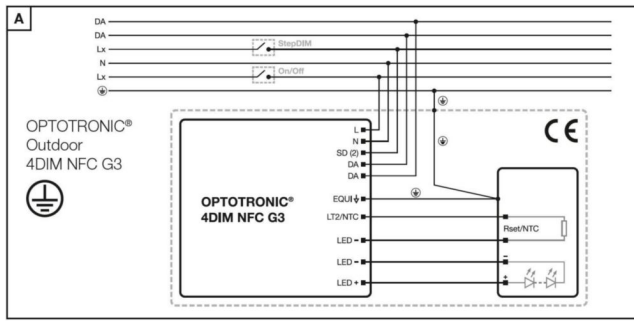 A
DA
DA
Lx
StepDIM
N
Lx
On/Off
OPTOTRONIC®
Outdoor
4DIM NFC G3
CE
L
N
SD (2)
DA
DA
OPTOTRONIC®
4DIM NFC G3
EQUI
LT2/NTC
Rset/NTC
LED -
LED -
-
LED +
+